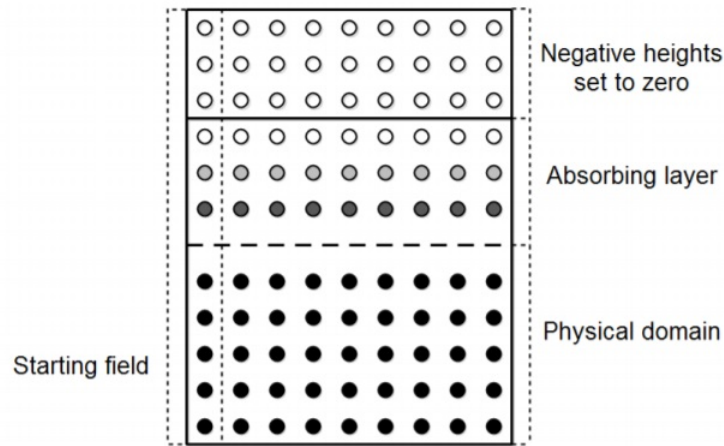 Negative heights
set to zero
Absorbing layer
Physical domain
Starting field